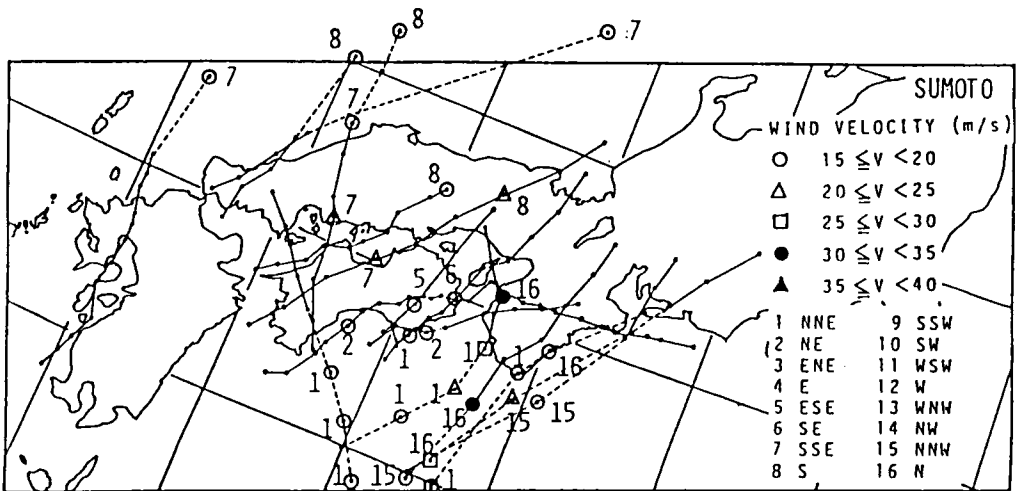 8
8
7
7
7
SUMOTO
WIND VELOCITY (m/s)
○ 15 ≦ V < 20
△ 20 ≦ V < 25
□ 25 ≦ V < 30
● 30 ≦ V < 35
▲ 35 ≦ V < 40
1 NNE 9 SSW
2 NE 10 SW
3 ENE 11 WSW
4 E 12 W
5 ESE 13 WNW
6 SE 14 NW
7 SSE 15 NNW
8 S 16 N
8
8
7
7
5
6
16
2
1
2
1
1
16
1
1
1
16
15
15
1
16
1
15
1